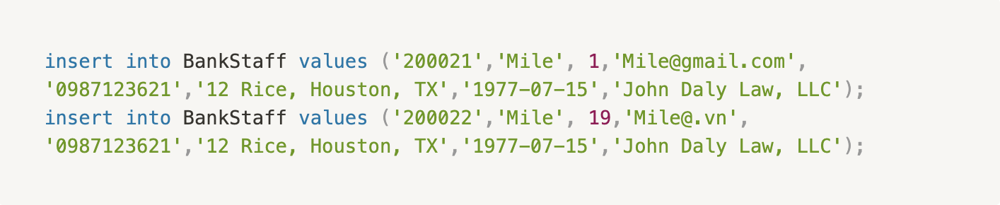 insert into BankStaff values ('200021','Mile', 1,'Mile@gmail.com',
'0987123621','12 Rice, Houston, TX','1977-07-15','John Daly Law, LLC');
insert into BankStaff values ('200022','Mile', 19,'Mile@.vn',
'0987123621','12 Rice, Houston, TX','1977-07-15','John Daly Law, LLC');